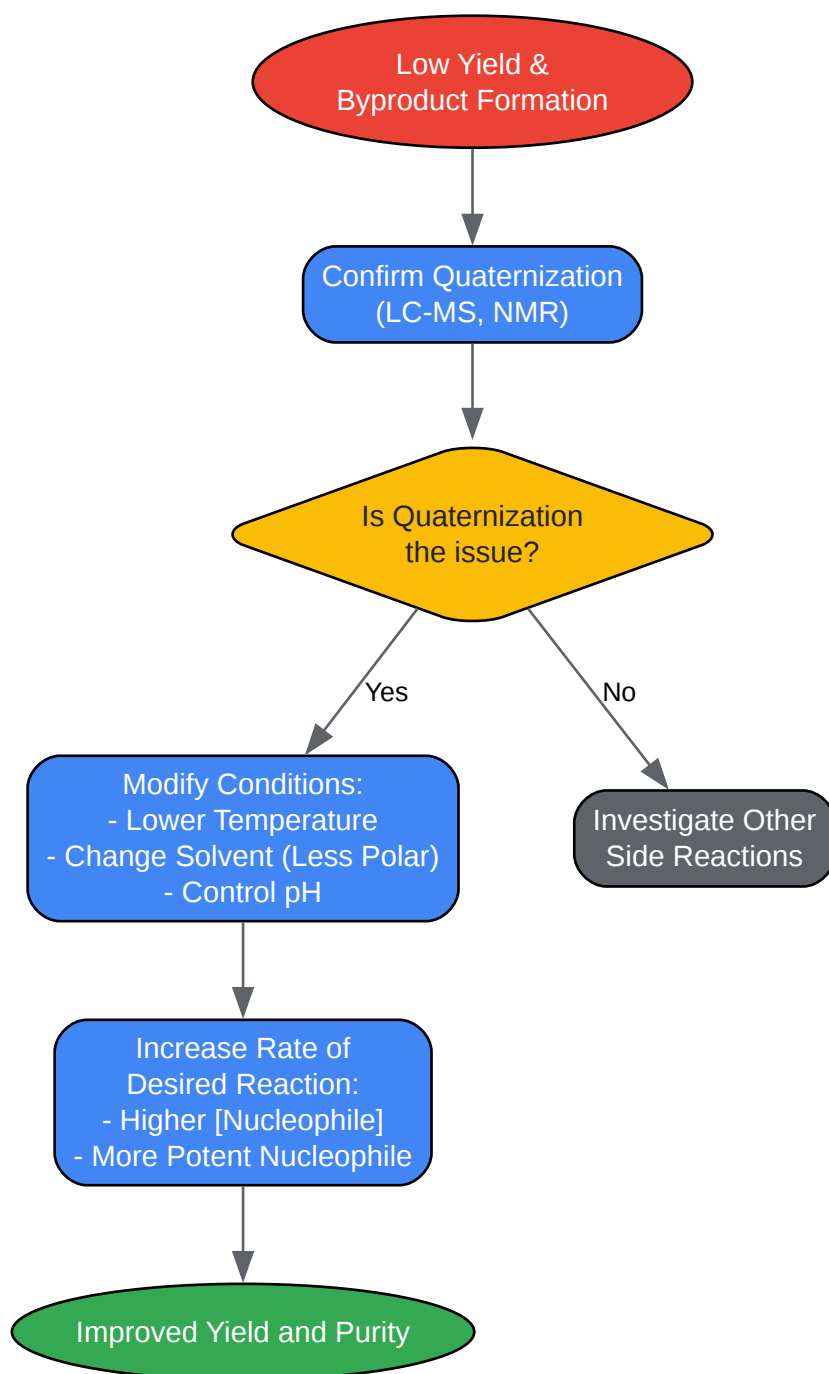 Low Yield &
Byproduct Formation
Confirm Quaternization
(LC-MS, NMR)
Is Quaternization
the issue?
Yes
No
Modify Conditions:
- Lower Temperature
- Change Solvent (Less Polar)
- Control pH
Investigate Other
Side Reactions
Increase Rate of
Desired Reaction:
- Higher [Nucleophile]
- More Potent Nucleophile
Improved Yield and Purity